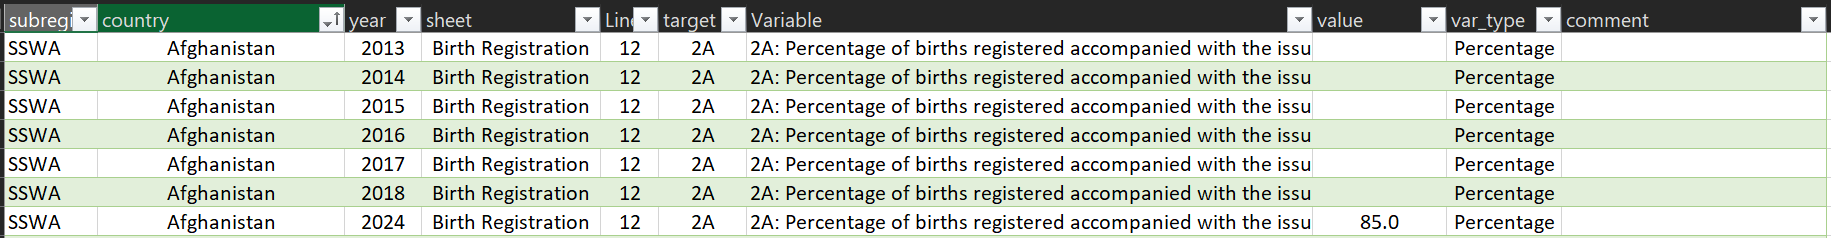 subregi country year sheet Line target Variable value var_type comment
SSWA Afghanistan 2013 Birth Registration 12 2A 2A: Percentage of births registered accompanied with the issu Percentage
SSWA Afghanistan 2014 Birth Registration 12 2A 2A: Percentage of births registered accompanied with the issu Percentage
SSWA Afghanistan 2015 Birth Registration 12 2A 2A: Percentage of births registered accompanied with the issu Percentage
SSWA Afghanistan 2016 Birth Registration 12 2A 2A: Percentage of births registered accompanied with the issu Percentage
SSWA Afghanistan 2017 Birth Registration 12 2A 2A: Percentage of births registered accompanied with the issu Percentage
SSWA Afghanistan 2018 Birth Registration 12 2A 2A: Percentage of births registered accompanied with the issu Percentage
SSWA Afghanistan 2024 Birth Registration 12 2A 2A: Percentage of births registered accompanied with the issu 85.0 Percentage